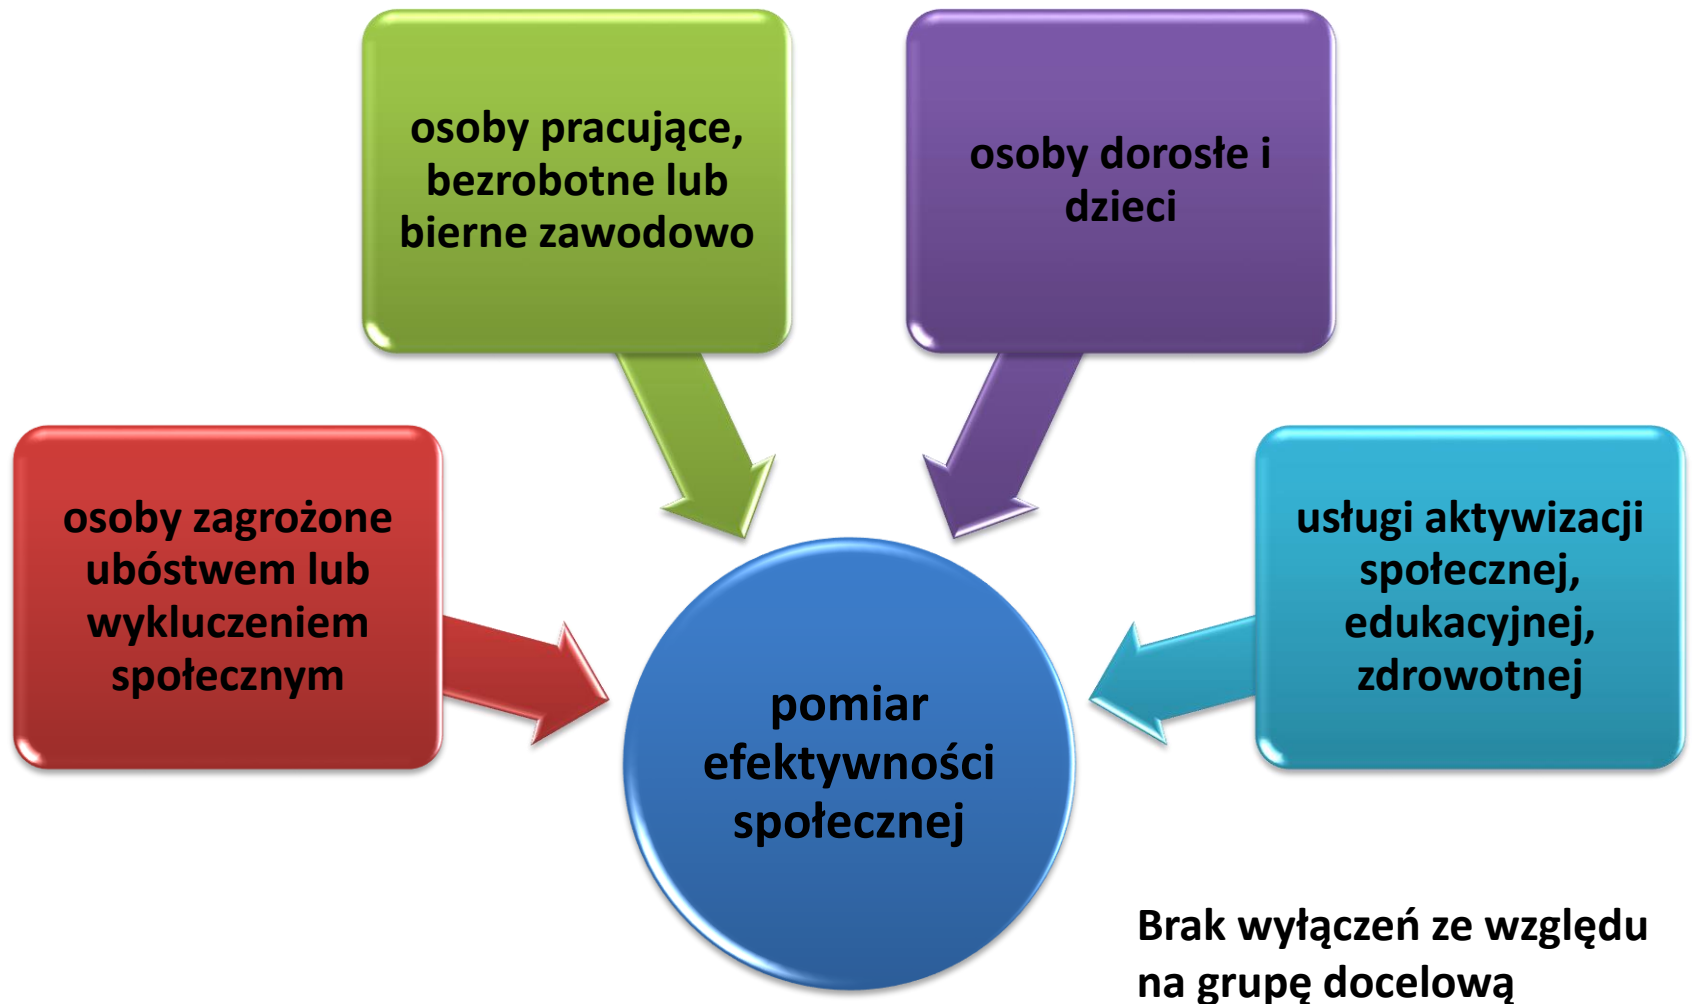 osoby pracujące,
bezrobotne lub
bierne zawodowo
osoby dorosłe i
dzieci
osoby zagrożone
ubóstwem lub
wykluczeniem
społecznym
usługi aktywizacji
społecznej,
edukacyjnej,
zdrowotnej
pomiar
efektywności
społecznej
Brak wyłączeń ze względu
na grupę docelową